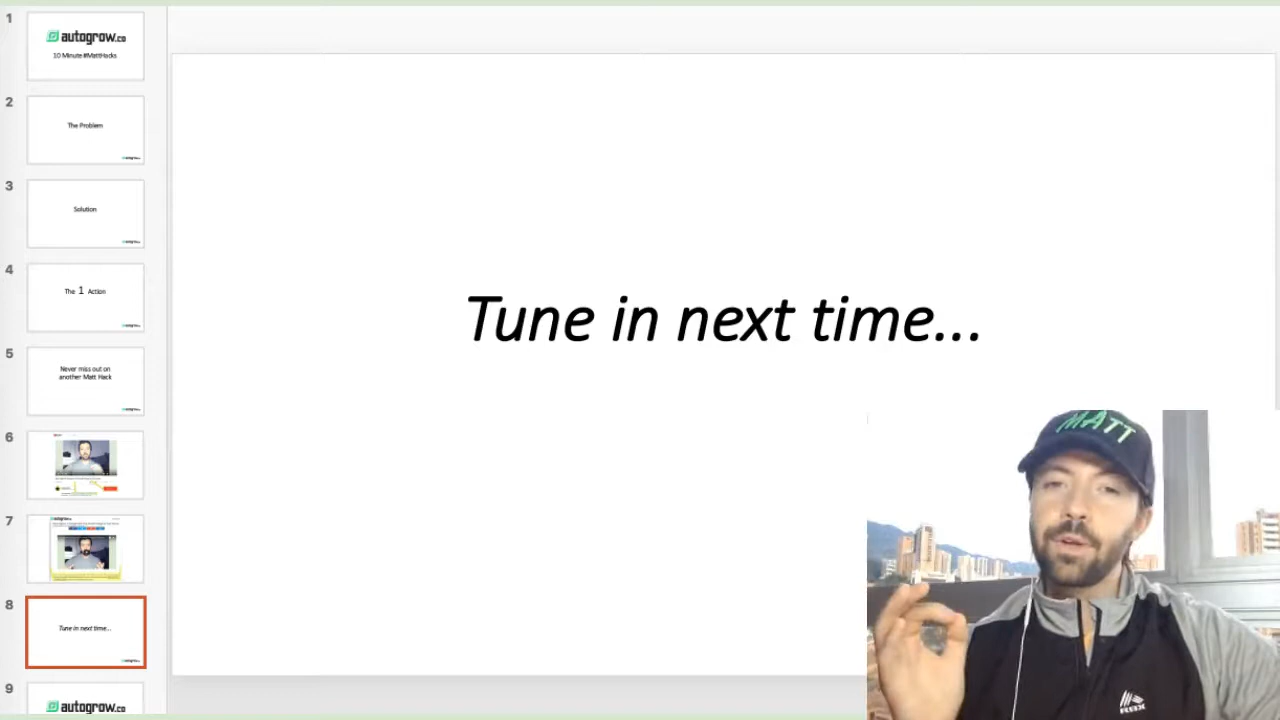 1
autogrow.co
10 Minute #MattHacks
2
The Problem
3
Solution
4
The 1 Action
5
Never miss out on
another Matt Hack
6
7
8
Tune in next time...
9
autogrow.co
Tune in next time...
MATT
RBX